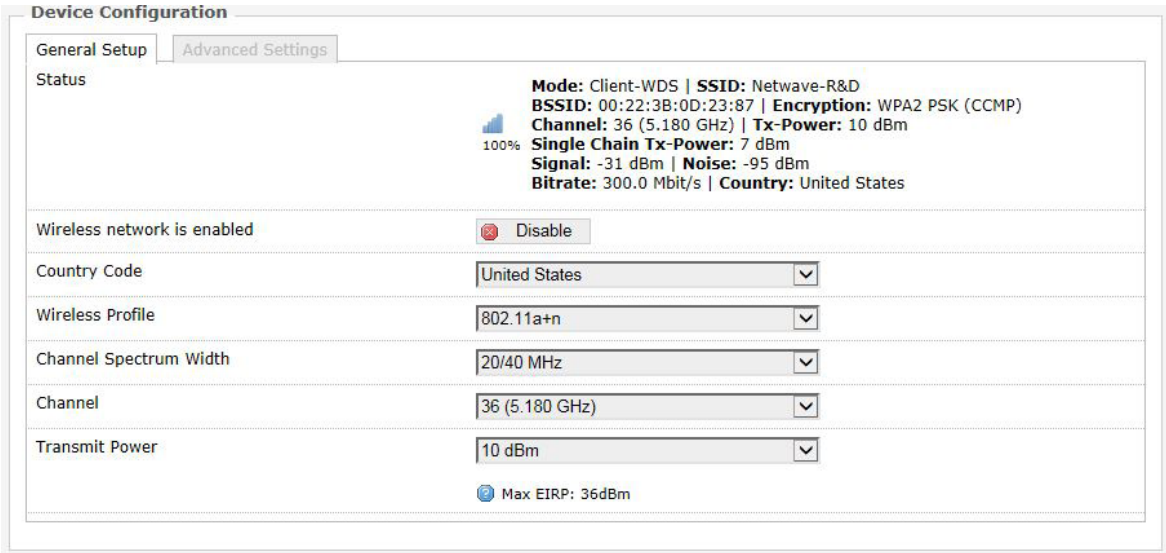 Device Configuration
General Setup
Advanced Settings
Status
Mode: Client-WDS | SSID: Netwave-R&D
BSSID: 00:22:3B:0D:23:87 | Encryption: WPA2 PSK (CCMP)
Channel: 36 (5.180 GHz) | Tx-Power: 10 dBm
100% Single Chain Tx-Power: 7 dBm
Signal: -31 dBm | Noise: -95 dBm
Bitrate: 300.0 Mbit/s | Country: United States
Wireless network is enabled
Disable
Country Code
United States
Wireless Profile
802.11a+n
Channel Spectrum Width
20/40 MHz
Channel
36 (5.180 GHz)
Transmit Power
10 dBm
Max EIRP: 36dBm